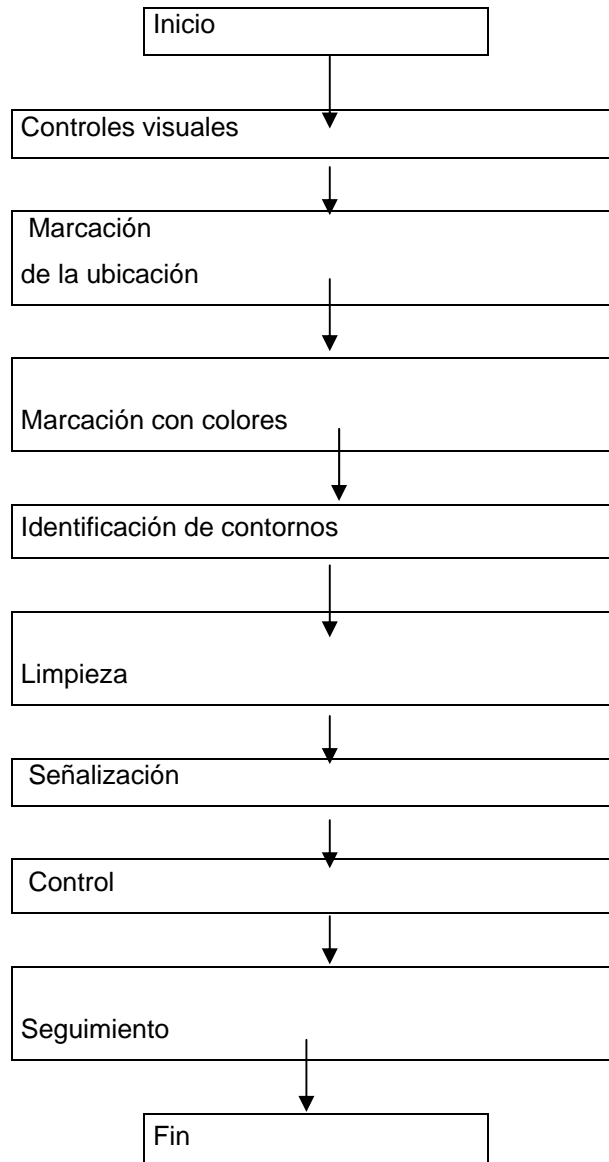 Inicio
Controles visuales
Marcación
de la ubicación
Marcación con colores
Identificación de contornos
Limpieza
Señalización
Control
Seguimiento
Fin